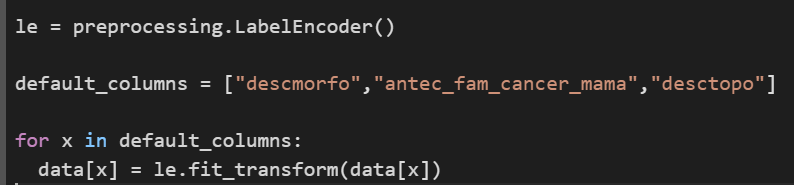 le = preprocessing.LabelEncoder()
default_columns = ["descmorfo","antec_fam_cancer_mama","desctopo"]
for x in default_columns:
  data[x] = le.fit_transform(data[x])